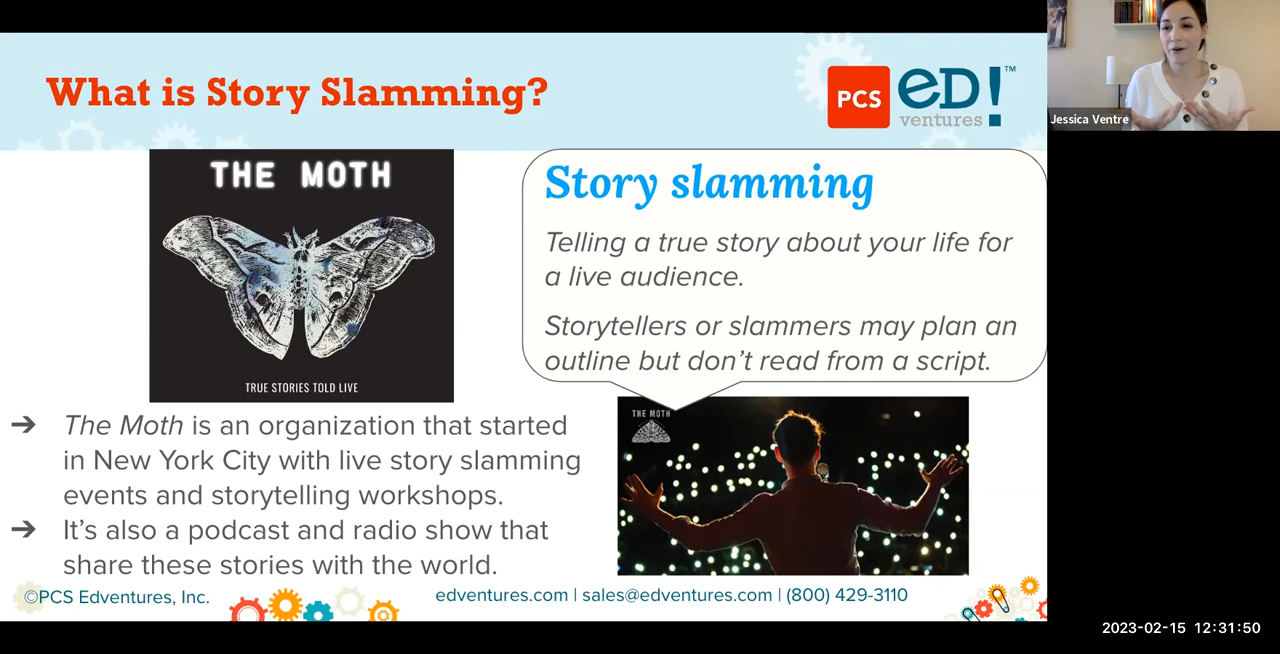 What is Story Slamming?
PCS
ED!™
ventures
Jessica Ventre
THE MOTH
TRUE STORIES TOLD LIVE
Story slamming
Telling a true story about your life for
a live audience.
Storytellers or slammers may plan an
outline but don’t read from a script.
THE MOTH
➔ The Moth is an organization that started
in New York City with live story slamming
events and storytelling workshops.
➔ It’s also a podcast and radio show that
share these stories with the world.
©PCS Edventures, Inc.
edventures.com | sales@edventures.com | (800) 429-3110
2023-02-15 12:31:50